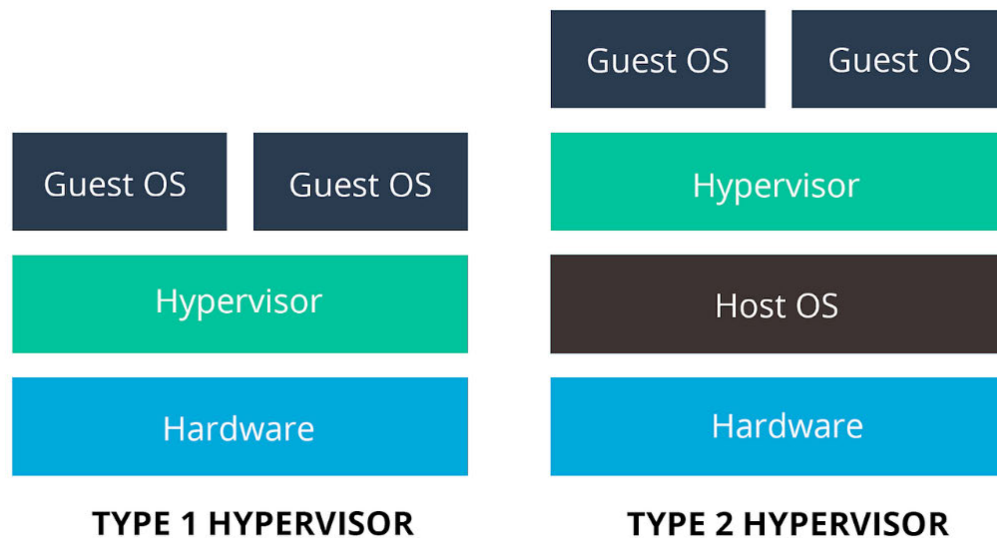 Guest OS
Guest OS
Hypervisor
Hardware
TYPE 1 HYPERVISOR
Guest OS
Guest OS
Hypervisor
Host OS
Hardware
TYPE 2 HYPERVISOR